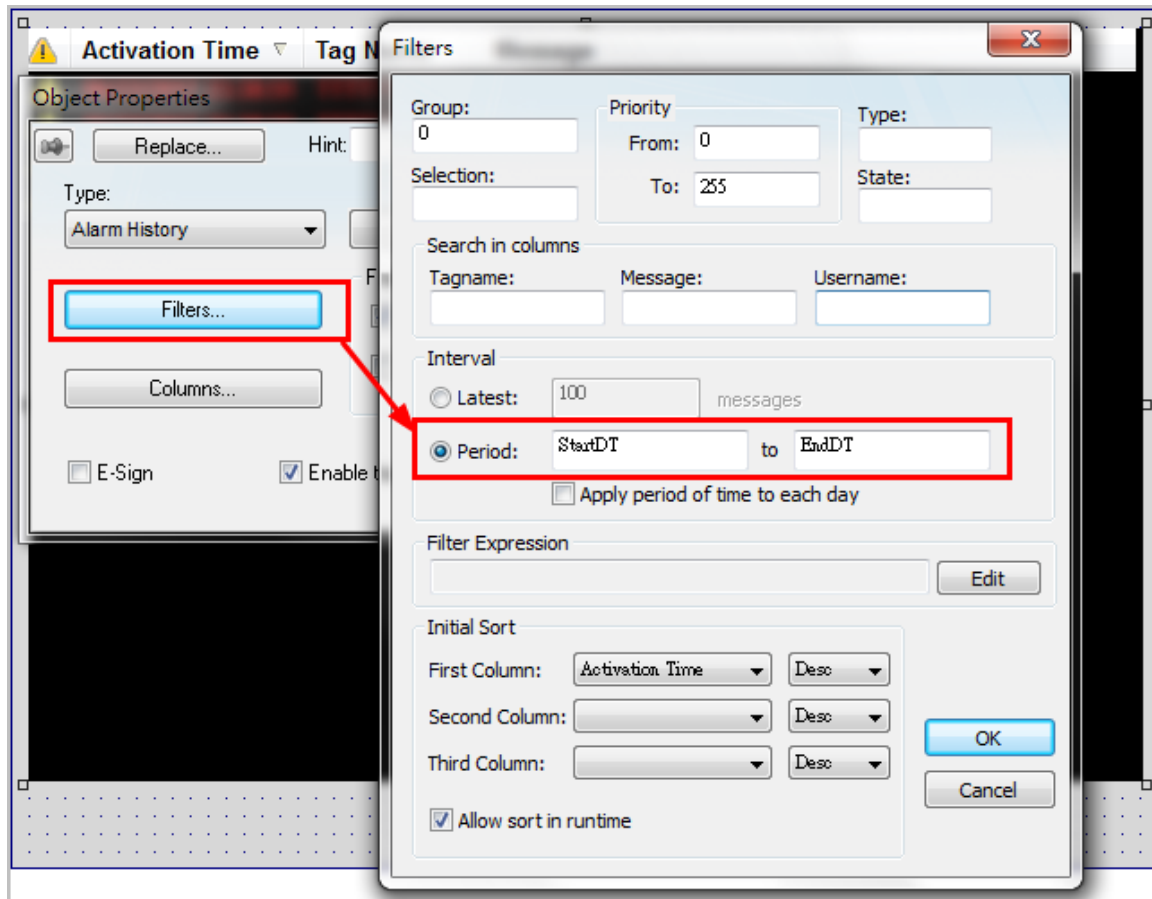 Activation Time Tag N
Object Properties
Replace... Hint:
Type:
Alarm History
Filters...
F
Columns...
E-Sign Enable t
Filters
Group: Priority Type:
0 From: 0
Selection: To: 255 State:
Search in columns
Tagname: Message: Username:
Interval
Latest: 100 messages
Period: StartDT to EndDT
Apply period of time to each day
Filter Expression
Edit
Initial Sort
First Column: Activation Time Desc
Second Column: Desc
Third Column: Desc
OK
Cancel
Allow sort in runtime